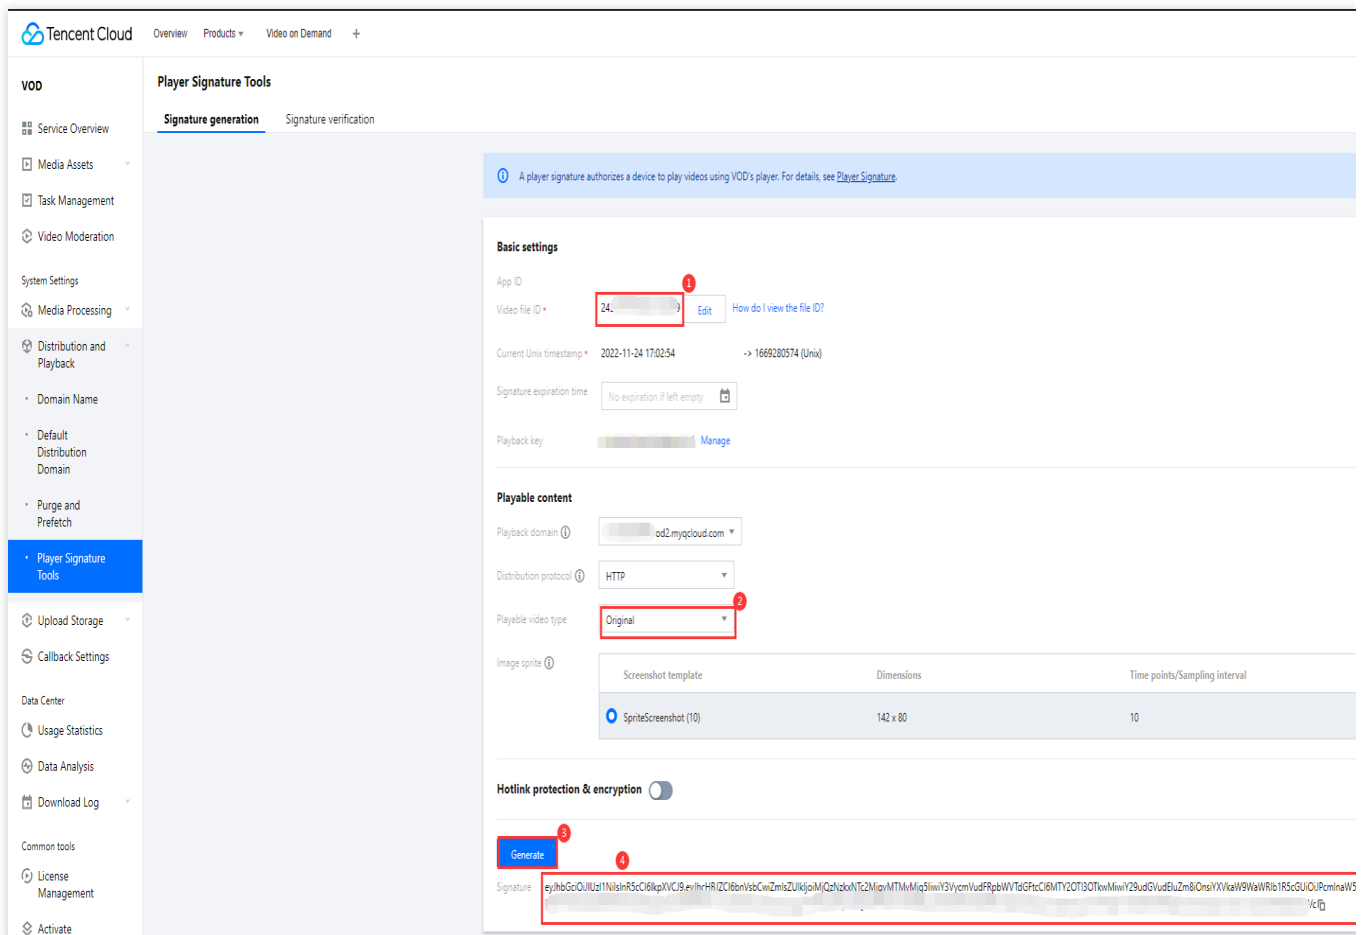 Tencent Cloud Overview Products Video on Demand +
VOD
Player Signature Tools
Signature generation Signature verification
Service Overview
Media Assets
Task Management
Video Moderation
System Settings
Media Processing
Distribution and
Playback
Domain Name
Default
Distribution
Domain
Purge and
Prefetch
Player Signature
Tools
Upload Storage
Callback Settings
Data Center
Usage Statistics
Data Analysis
Download Log
Common tools
License
Management
Activate
A player signature authorizes a device to play videos using VOD's player. For details, see Player Signature.
Basic settings
App ID
1
Video file ID * 24 9 Edit How do I view the file ID?
Current Unix timestamp * 2022-11-24 17:02:54 -> 1669280574 (Unix)
Signature expiration time No expiration if left empty
Playback key Manage
Playable content
Playback domain od2.myqcloud.com
Distribution protocol HTTP
2
Playable video type Original
Image sprite
Screenshot template Dimensions Time points/Sampling interval
SpriteScreenshot (10) 142 x 80 10
Hotlink protection & encryption
3
Generate
4
Signature